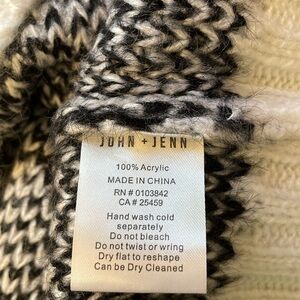 JOHN + JENN
100% Acrylic
MADE IN CHINA
RN # 0103842
CA # 25459
Hand wash cold
separately
Do not bleach
Do not twist or wring
Dry flat to reshape
Can be Dry Cleaned